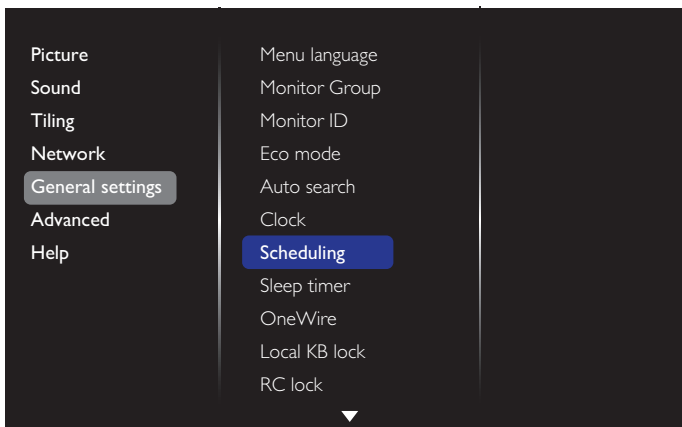 Picture
Sound
Tiling
Network
General settings
Advanced
Help
Menu language
Monitor Group
Monitor ID
Eco mode
Auto search
Clock
Scheduling
Sleep timer
OneWire
Local KB lock
RC lock